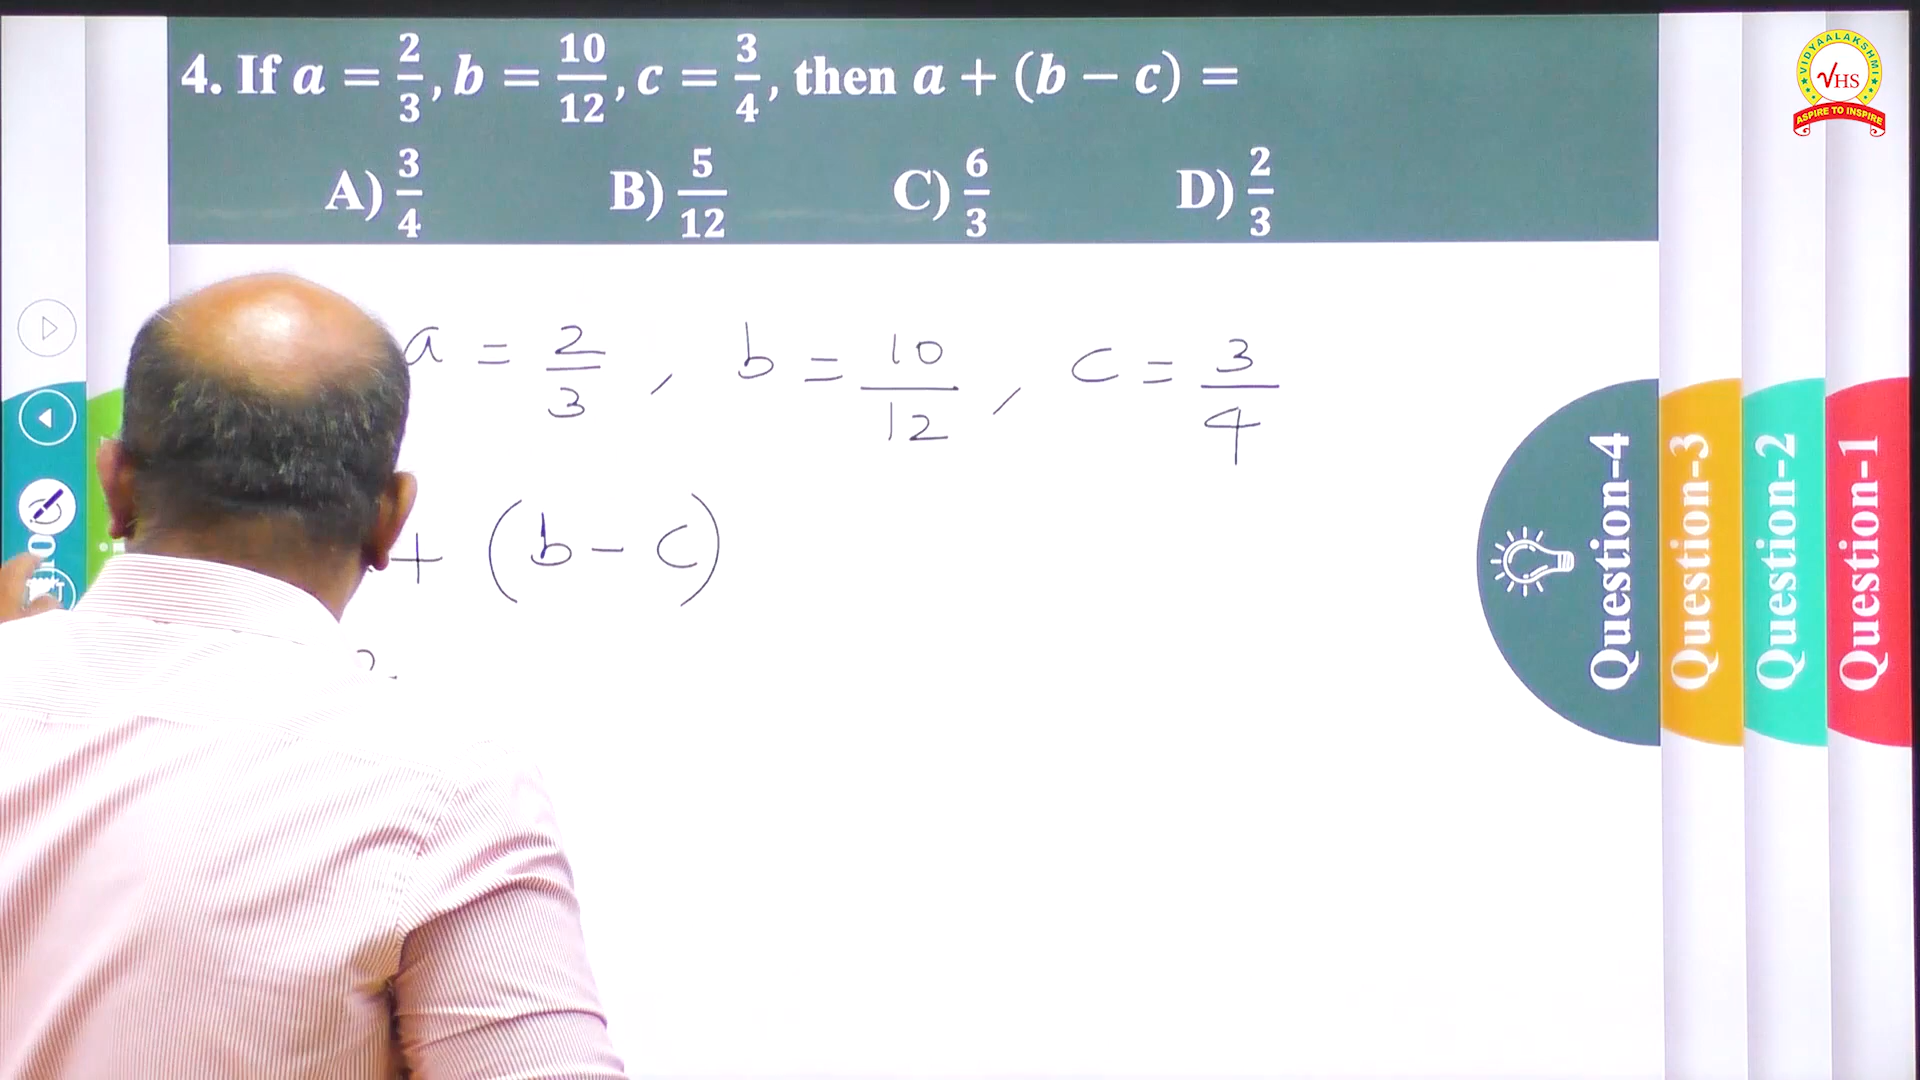 4. If a = 2/3, b = 10/12, c = 3/4, then a + (b − c) =
A) 3/4 B) 5/12 C) 6/3 D) 2/3
VIDYAALAKSHMI
√HS
ASPIRE TO INSPIRE
a = 2/3 , b = 10/12 , c = 3/4
+ (b − c)
Question-4
Question-3
Question-2
Question-1